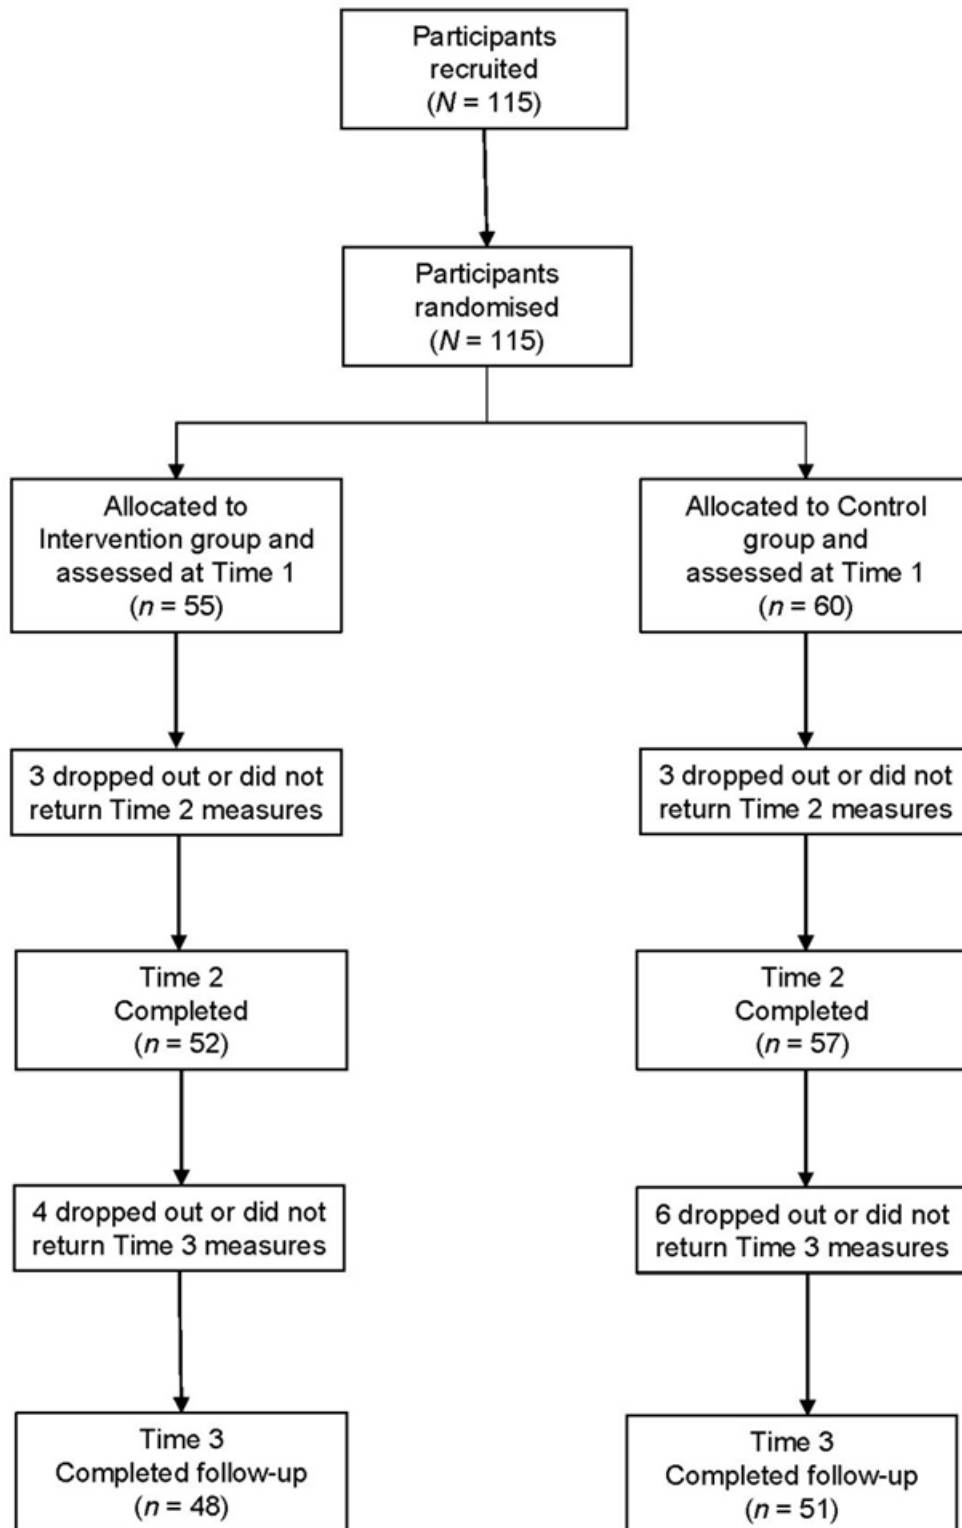 Participants
recruited
(N = 115)
Participants
randomised
(N = 115)
Allocated to
Intervention group and
assessed at Time 1
(n = 55)
Allocated to Control
group and
assessed at Time 1
(n = 60)
3 dropped out or did not
return Time 2 measures
3 dropped out or did not
return Time 2 measures
Time 2
Completed
(n = 52)
Time 2
Completed
(n = 57)
4 dropped out or did not
return Time 3 measures
6 dropped out or did not
return Time 3 measures
Time 3
Completed follow-up
(n = 48)
Time 3
Completed follow-up
(n = 51)